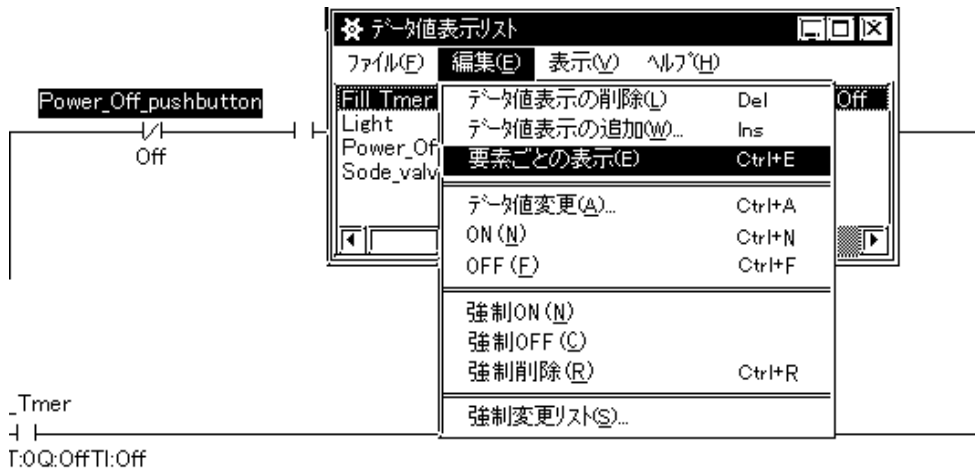 データ値表示リスト
ファイル(F) 編集(E) 表示(V) ヘルプ(H)
Power_Off_pushbutton
Off
Fill_Tmer
Light
Power_Of
Sode_valv
Off
データ値表示の削除(L) Del
データ値表示の追加(W)... Ins
要素ごとの表示(E) Ctrl+E
データ値変更(A)... Ctrl+A
ON(N) Ctrl+N
OFF(F) Ctrl+F
強制ON(N)
強制OFF(C)
強制削除(R) Ctrl+R
強制変更リスト(S)...
_Tmer
T:0Q:OffTI:Off